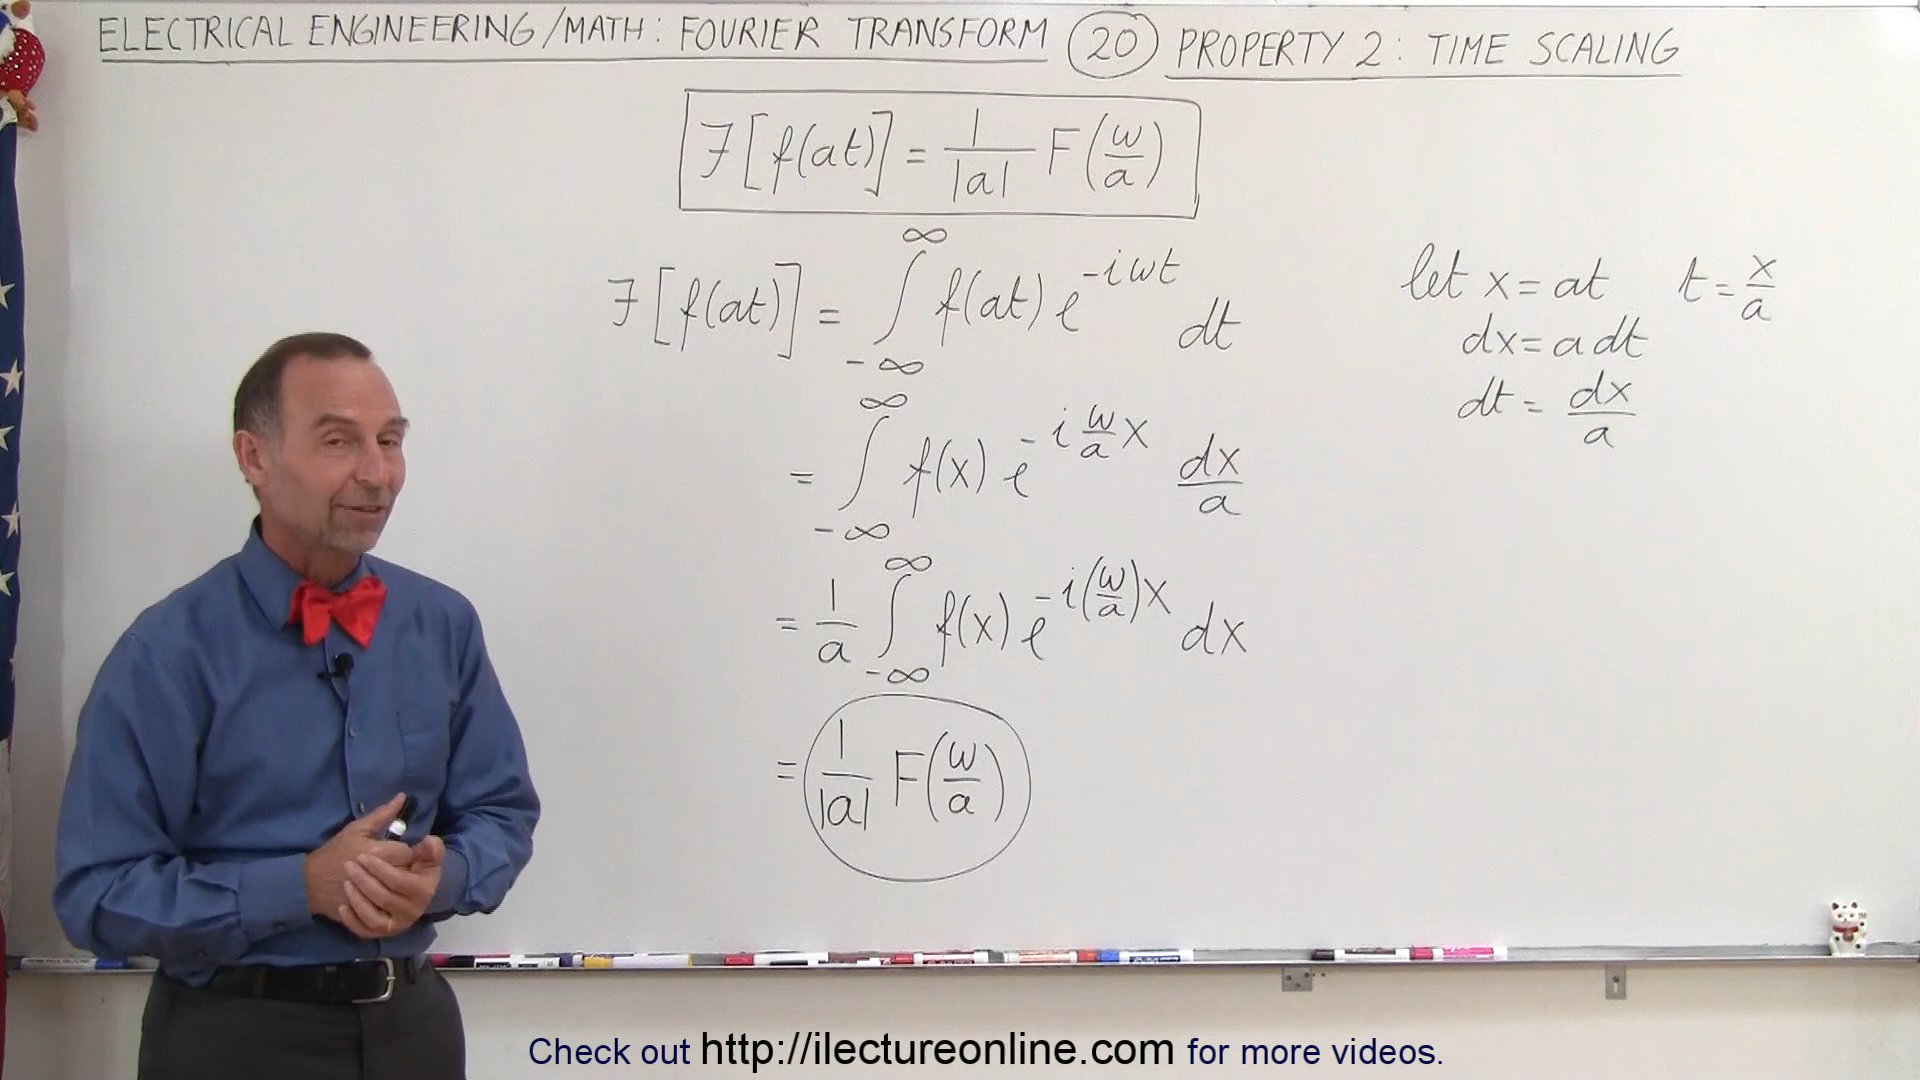 ELECTRICAL ENGINEERING/MATH: FOURIER TRANSFORM 20 PROPERTY 2: TIME SCALING
ℱ[f(at)] = 1/|a| F(ω/a)
ℱ[f(at)] = ∫_{-∞}^{∞} f(at) e^{-iωt} dt
= ∫_{-∞}^{∞} f(x) e^{-i ω/a x} dx/a
= 1/a ∫_{-∞}^{∞} f(x) e^{-i(ω/a)x} dx
= 1/|a| F(ω/a)
let x = at t = x/a
dx = a dt
dt = dx/a
Check out http://ilectureonline.com for more videos.